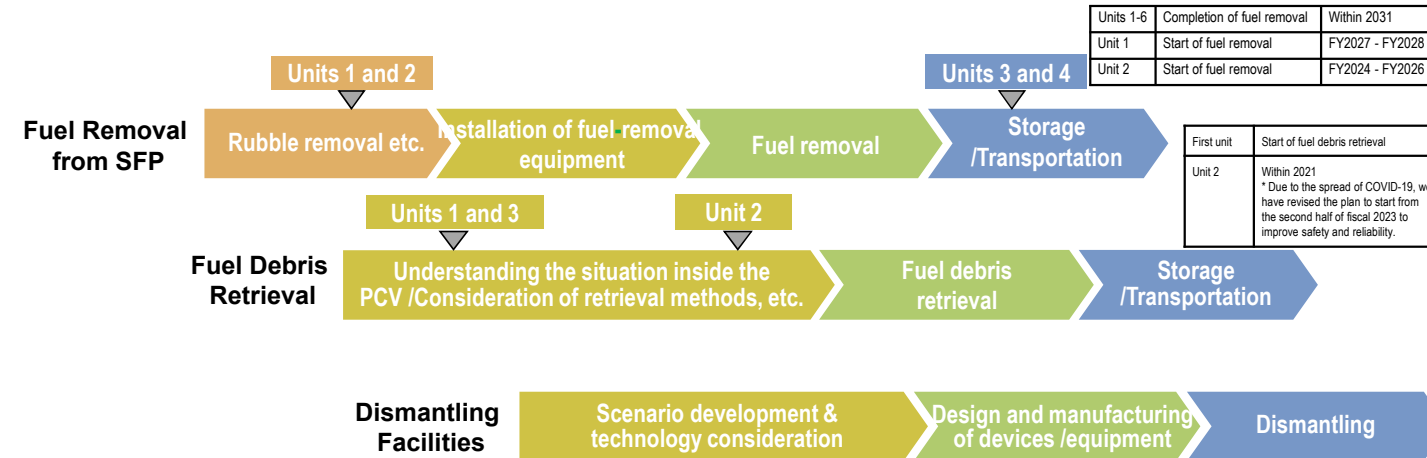 Units 1-6 Completion of fuel removal Within 2031
Unit 1 Start of fuel removal FY2027 - FY2028
Unit 2 Start of fuel removal FY2024 - FY2026
Units 1 and 2
Units 3 and 4
Fuel Removal
from SFP
Rubble removal etc.
Installation of fuel-removal
equipment
Fuel removal
Storage
/Transportation
First unit Start of fuel debris retrieval
Unit 2 Within 2021
* Due to the spread of COVID-19, we
have revised the plan to start from
the second half of fiscal 2023 to
improve safety and reliability.
Units 1 and 3
Unit 2
Fuel Debris
Retrieval
Understanding the situation inside the
PCV /Consideration of retrieval methods, etc.
Fuel debris
retrieval
Storage
/Transportation
Dismantling
Facilities
Scenario development &
technology consideration
Design and manufacturing
of devices /equipment
Dismantling